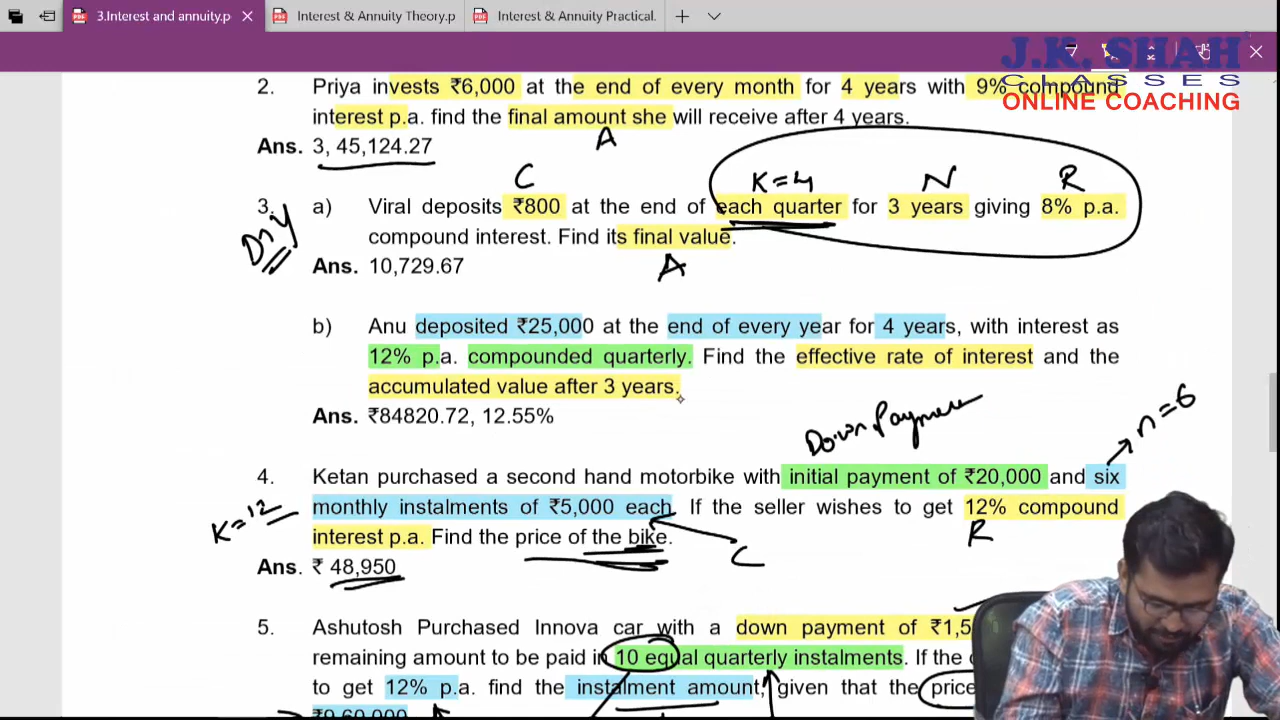 3.Interest and annuity.p
Interest & Annuity Theory.p
Interest & Annuity Practical.
J.K. SHAH
CLASSES
ONLINE COACHING
2. Priya invests ₹6,000 at the end of every month for 4 years with 9% compound
interest p.a. find the final amount she will receive after 4 years.
A
Ans. 3, 45,124.27
C K=4 N R
3. a) Viral deposits ₹800 at the end of each quarter for 3 years giving 8% p.a.
compound interest. Find its final value.
Ans. 10,729.67
A
b) Anu deposited ₹25,000 at the end of every year for 4 years, with interest as
12% p.a. compounded quarterly. Find the effective rate of interest and the
accumulated value after 3 years.
Ans. ₹84820.72, 12.55%
Down Payment
n=6
4. Ketan purchased a second hand motorbike with initial payment of ₹20,000 and six
monthly instalments of ₹5,000 each. If the seller wishes to get 12% compound
K=12
interest p.a. Find the price of the bike.
R
C
Ans. ₹ 48,950
5. Ashutosh Purchased Innova car with a down payment of ₹1,5
remaining amount to be paid in 10 equal quarterly instalments. If the
to get 12% p.a. find the instalment amount, given that the price
₹9,60,000